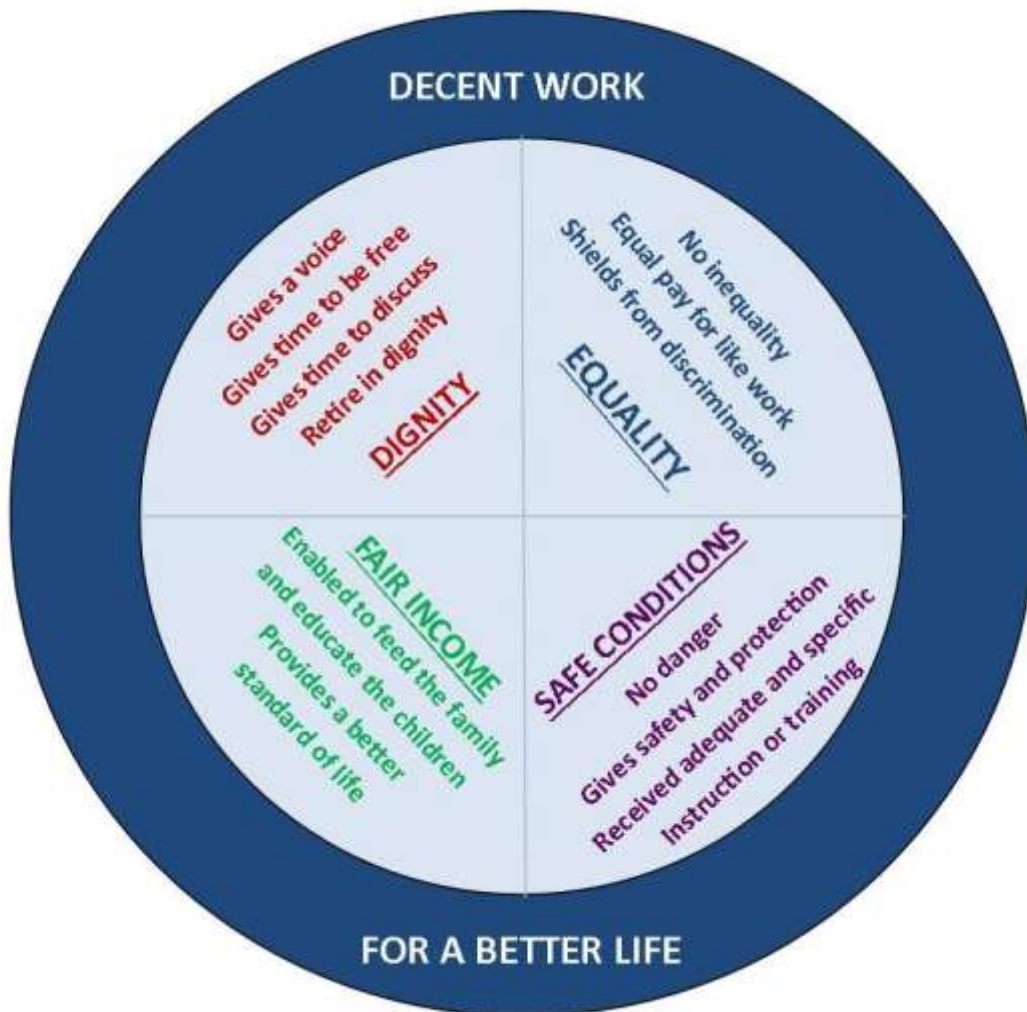 DECENT WORK
Gives a voice
Gives time to be free
Gives time to discuss
Retire in dignity
DIGNITY
No inequality
Equal pay for like work
Shields from discrimination
EQUALITY
FAIR INCOME
Enabled to feed the family
and educate the children
Provides a better
standard of life
SAFE CONDITIONS
No danger
Gives safety and protection
Received adequate and specific
Instruction or training
FOR A BETTER LIFE